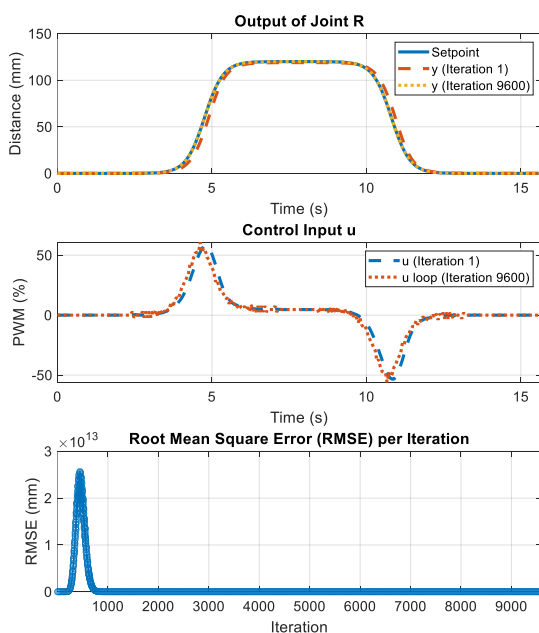 Output of Joint R
150
100
50
0
Distance (mm)
Setpoint
y (Iteration 1)
y (Iteration 9600)
0 5 10 15
Time (s)
Control Input u
50
0
-50
PWM (%)
u (Iteration 1)
u loop (Iteration 9600)
0 5 10 15
Time (s)
×10^13
Root Mean Square Error (RMSE) per Iteration
3
2
1
0
RMSE (mm)
1000 2000 3000 4000 5000 6000 7000 8000 9000
Iteration